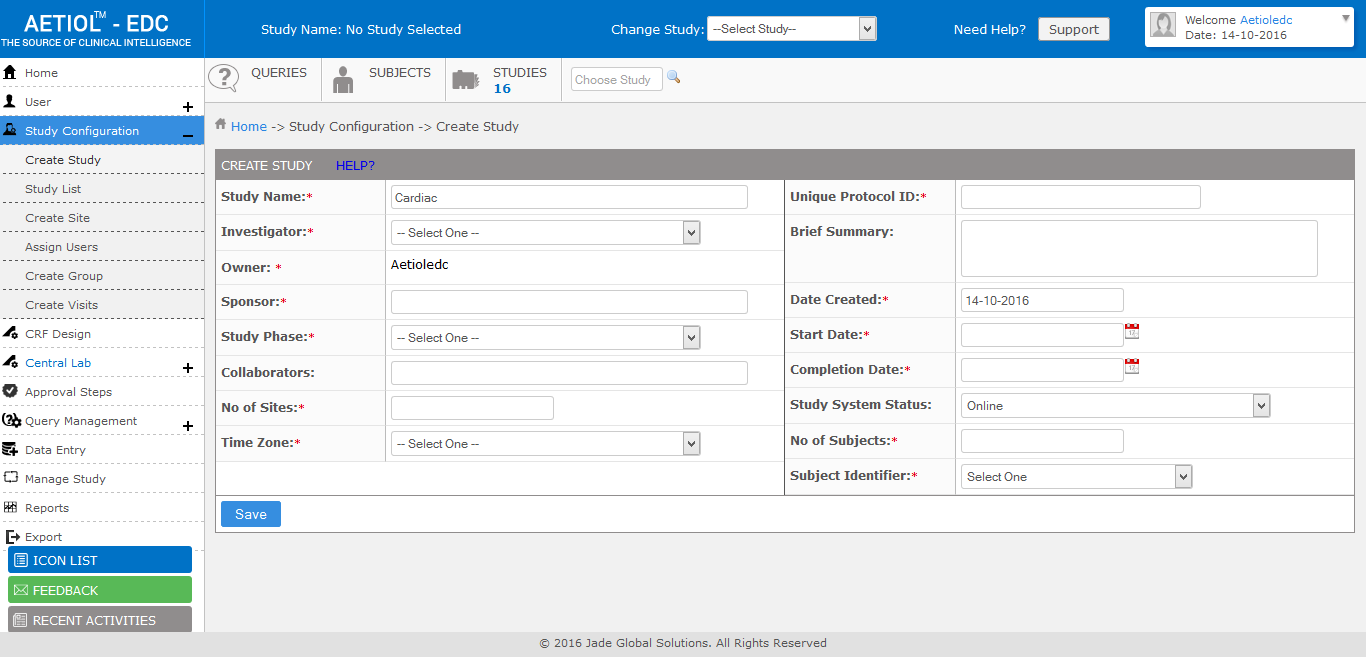 AETIOL™ - EDC
THE SOURCE OF CLINICAL INTELLIGENCE
Study Name: No Study Selected
Change Study: --Select Study--
Need Help? Support
Welcome Aetioledc
Date: 14-10-2016
Home
User
Study Configuration
Create Study
Study List
Create Site
Assign Users
Create Group
Create Visits
CRF Design
Central Lab
Approval Steps
Query Management
Data Entry
Manage Study
Reports
Export
ICON LIST
FEEDBACK
RECENT ACTIVITIES
QUERIES
SUBJECTS
STUDIES
16
Choose Study
Home -> Study Configuration -> Create Study
CREATE STUDY HELP?
Study Name:* Cardiac
Investigator:* -- Select One --
Owner: * Aetioledc
Sponsor:*
Study Phase:* -- Select One --
Collaborators:
No of Sites:*
Time Zone:* -- Select One --
Unique Protocol ID:*
Brief Summary:
Date Created:* 14-10-2016
Start Date:*
Completion Date:*
Study System Status: Online
No of Subjects:*
Subject Identifier:* Select One
Save
© 2016 Jade Global Solutions. All Rights Reserved